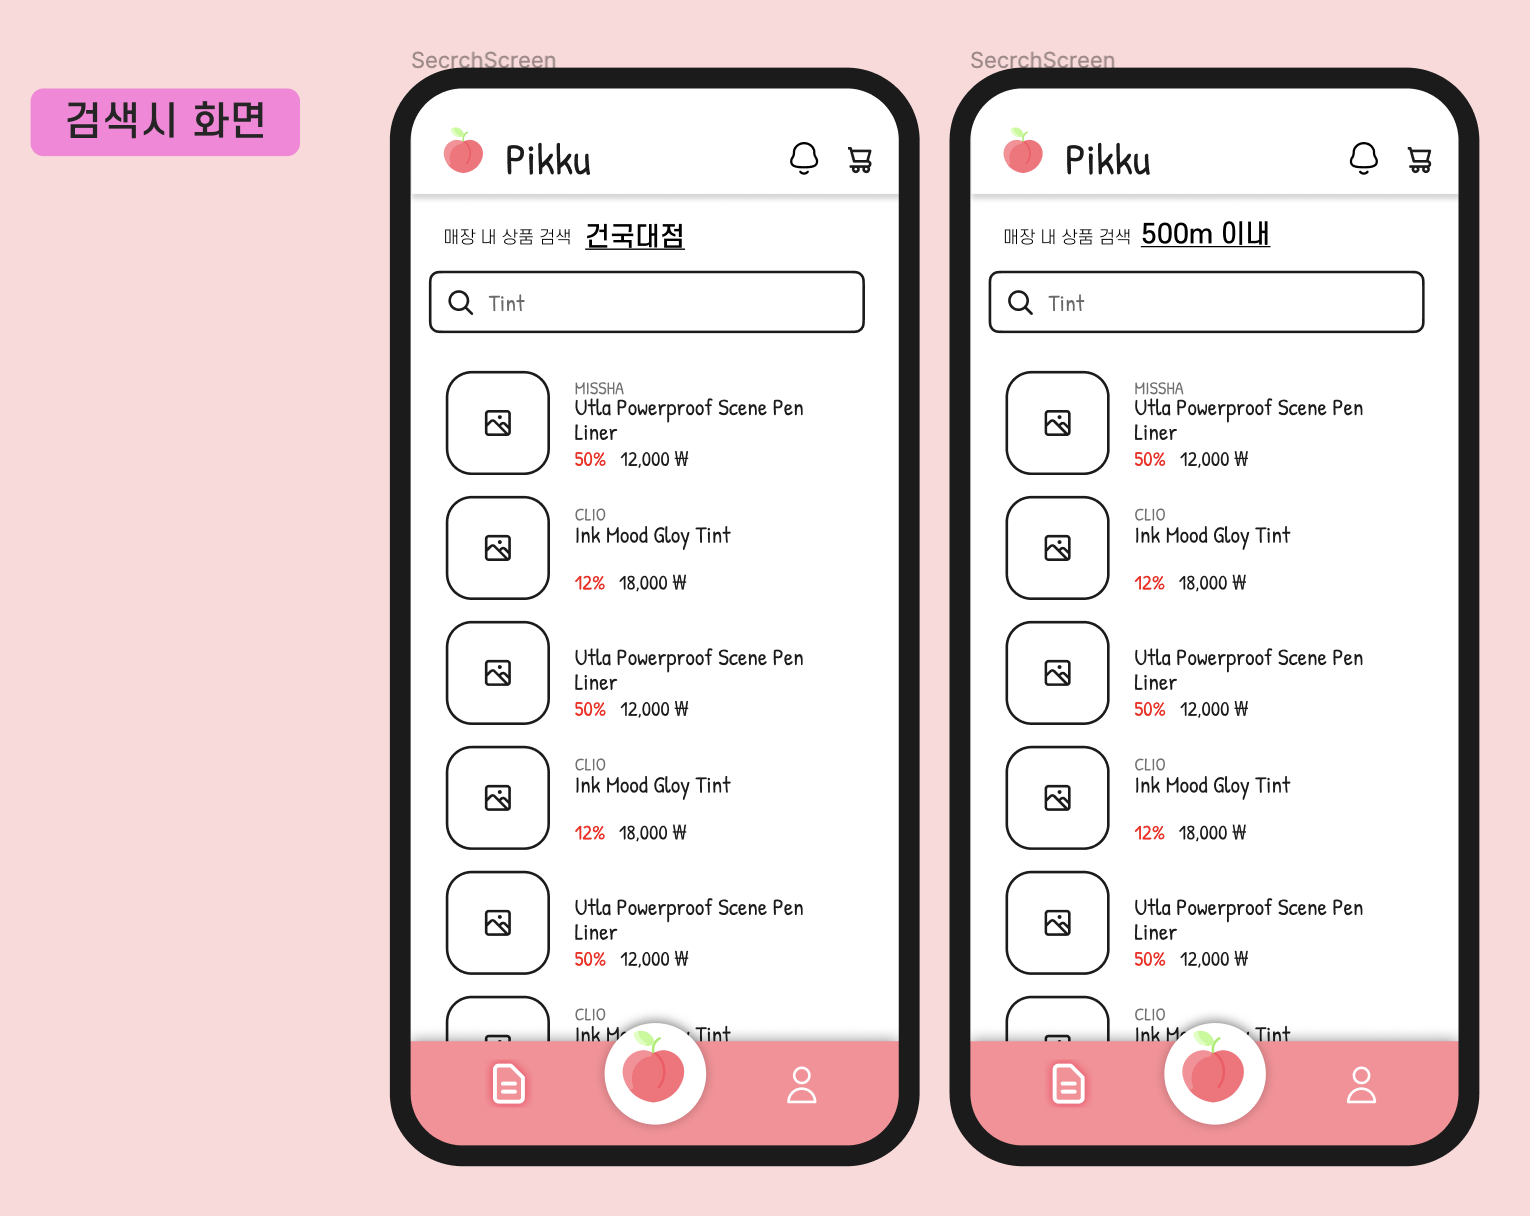 검색시 화면
SecrchScreen
Pikku
매장 내 상품 검색 건국대점
Tint
MISSHA
Utla Powerproof Scene Pen
Liner
50% 12,000 ₩
CLIO
Ink Mood Gloy Tint
12% 18,000 ₩
Utla Powerproof Scene Pen
Liner
50% 12,000 ₩
CLIO
Ink Mood Gloy Tint
12% 18,000 ₩
Utla Powerproof Scene Pen
Liner
50% 12,000 ₩
CLIO
Ink Tint
SecrchScreen
Pikku
매장 내 상품 검색 500m 이내
Tint
MISSHA
Utla Powerproof Scene Pen
Liner
50% 12,000 ₩
CLIO
Ink Mood Gloy Tint
12% 18,000 ₩
Utla Powerproof Scene Pen
Liner
50% 12,000 ₩
CLIO
Ink Mood Gloy Tint
12% 18,000 ₩
Utla Powerproof Scene Pen
Liner
50% 12,000 ₩
CLIO
Ink Tint